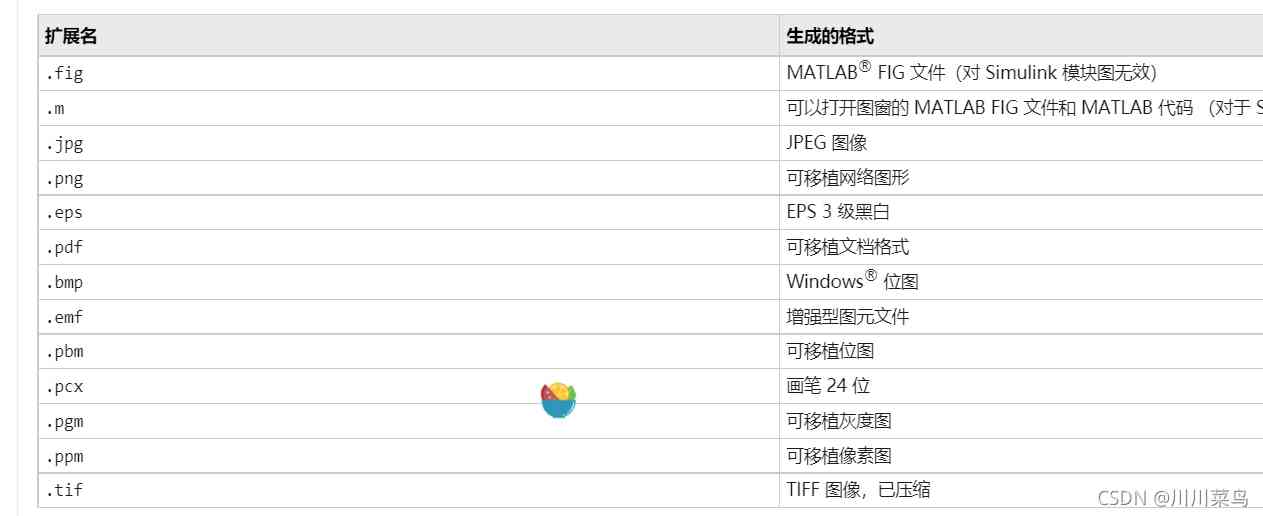 扩展名 生成的格式
.fig MATLAB® FIG 文件（对 Simulink 模块图无效）
.m 可以打开图窗的 MATLAB FIG 文件和 MATLAB 代码 （对于 S
.jpg JPEG 图像
.png 可移植网络图形
.eps EPS 3 级黑白
.pdf 可移植文档格式
.bmp Windows® 位图
.emf 增强型图元文件
.pbm 可移植位图
.pcx 画笔 24 位
.pgm 可移植灰度图
.ppm 可移植像素图
.tif TIFF 图像，已压缩
CSDN @川川菜鸟